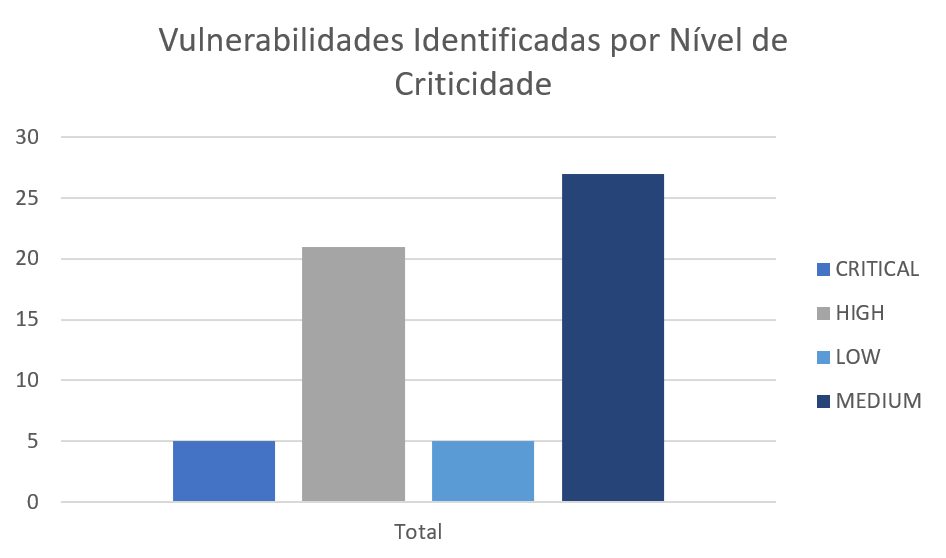 Vulnerabilidades Identificadas por Nível de
Criticidade
30
25
20
15
10
5
0
Total
CRITICAL
HIGH
LOW
MEDIUM